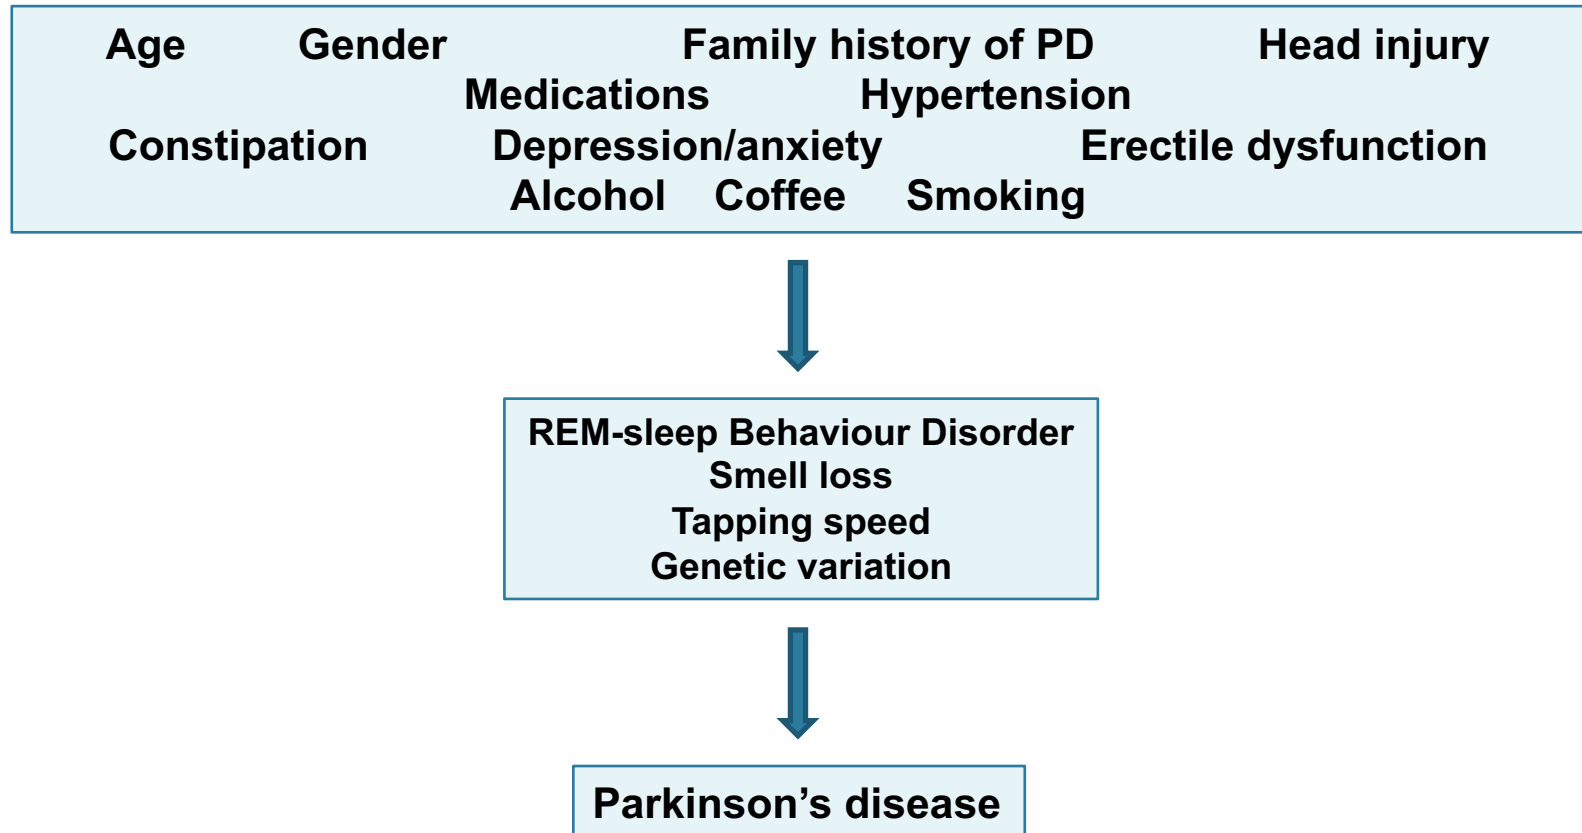 Age Gender Family history of PD Head injury
Medications Hypertension
Constipation Depression/anxiety Erectile dysfunction
Alcohol Coffee Smoking
REM-sleep Behaviour Disorder
Smell loss
Tapping speed
Genetic variation
Parkinson’s disease